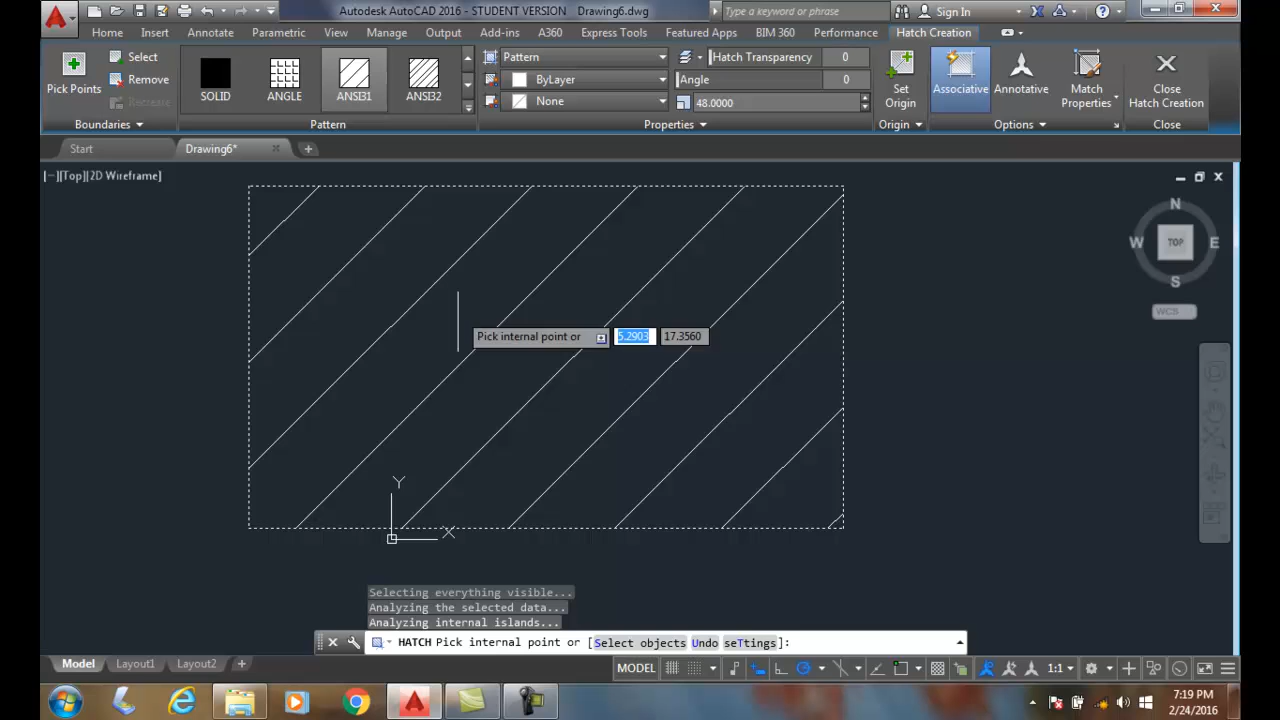 Autodesk AutoCAD 2016 - STUDENT VERSION Drawing6.dwg
Type a keyword or phrase
Sign In
Home Insert Annotate Parametric View Manage Output Add-ins A360 Express Tools Featured Apps BIM 360 Performance Hatch Creation
Pick Points
Select
Remove
Recreate
Boundaries
SOLID
ANGLE
ANSI31
ANSI32
Pattern
Pattern
ByLayer
None
Hatch Transparency 0
Angle 0
48.0000
Properties
Set Origin
Origin
Associative
Annotative
Match Properties
Options
Close Hatch Creation
Close
Start
Drawing6*
[−][Top][2D Wireframe]
N
W TOP E
S
WCS
Pick internal point or 5.2903 17.3560
Y
X
Selecting everything visible...
Analyzing the selected data...
Analyzing internal islands...
HATCH Pick internal point or [Select objects Undo seTtings]:
Model Layout1 Layout2
MODEL
1:1
7:19 PM
2/24/2016